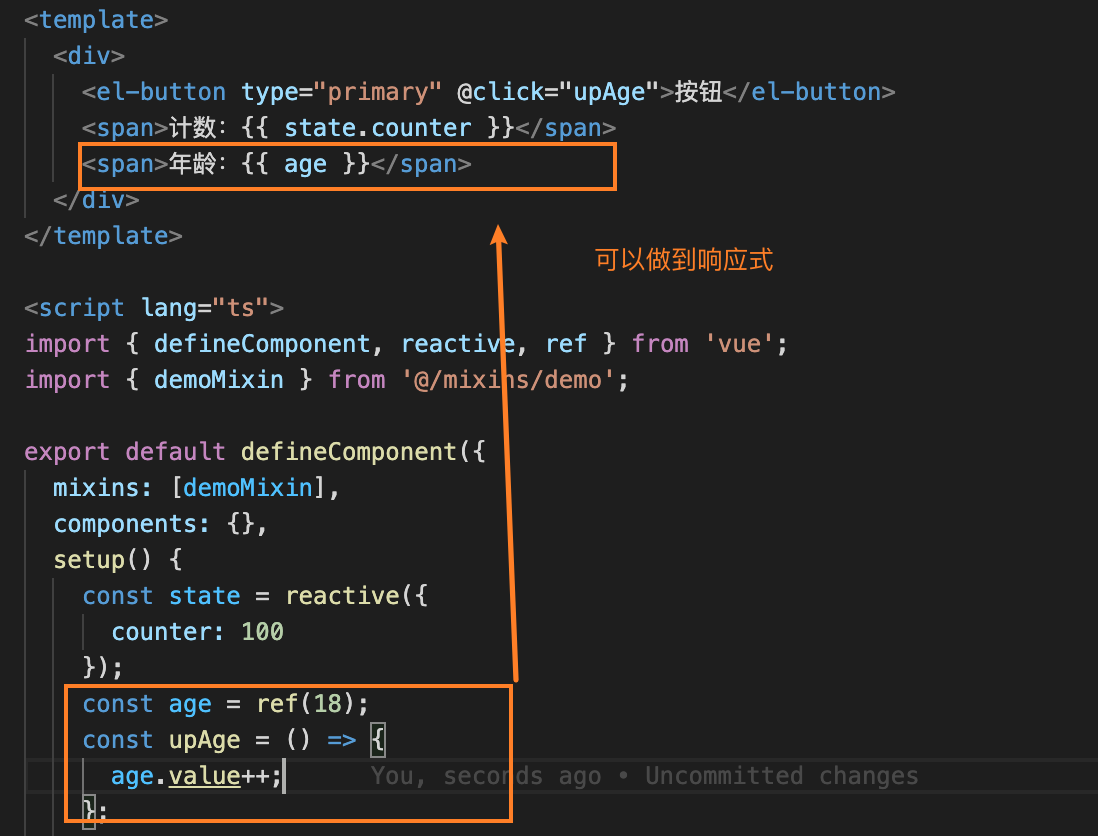 <template>
<div>
<el-button type="primary" @click="upAge">按钮</el-button>
<span>计数: {{ state.counter }}</span>
<span>年龄: {{ age }}</span>
</div>
</template>
可以做到响应式
<script lang="ts">
import { defineComponent, reactive, ref } from 'vue';
import { demoMixin } from '@/mixins/demo';
export default defineComponent({
mixins: [demoMixin],
components: {},
setup() {
const state = reactive({
counter: 100
});
const age = ref(18);
const upAge = () => {
age.value++; You, seconds ago • Uncommitted changes
};